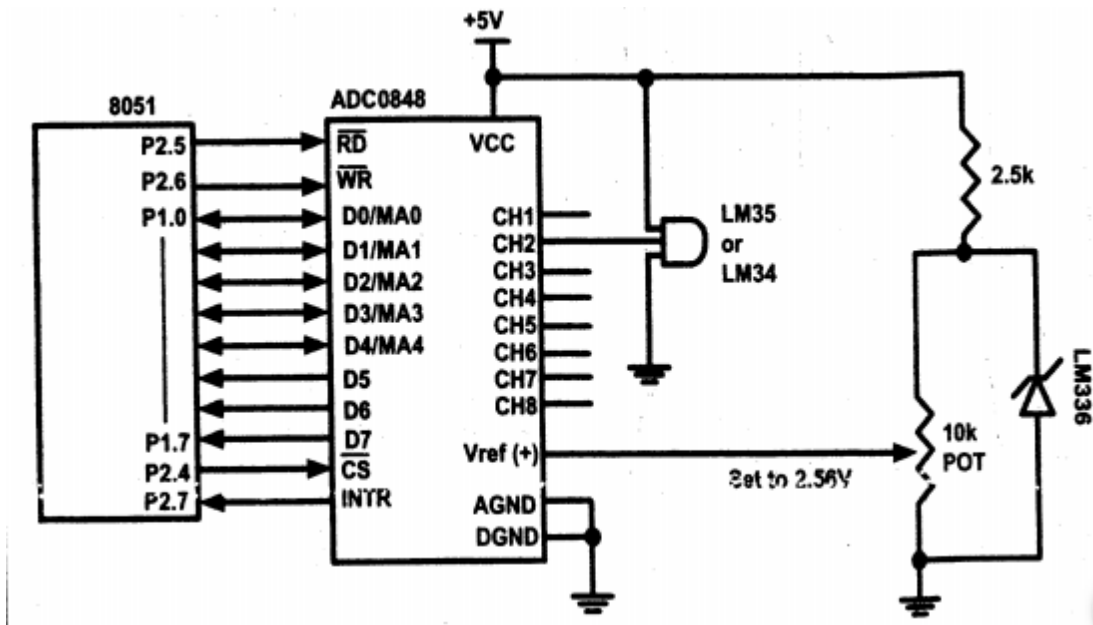 +5V
8051
ADC0848
P2.5
RD
VCC
P2.6
WR
P1.0
D0/MA0
D1/MA1
D2/MA2
D3/MA3
D4/MA4
D5
D6
P1.7
D7
P2.4
CS
P2.7
INTR
CH1
CH2
CH3
CH4
CH5
CH6
CH7
CH8
Vref (+)
AGND
DGND
LM35
or
LM34
2.5k
10k
POT
LM336
Set to 2.56V